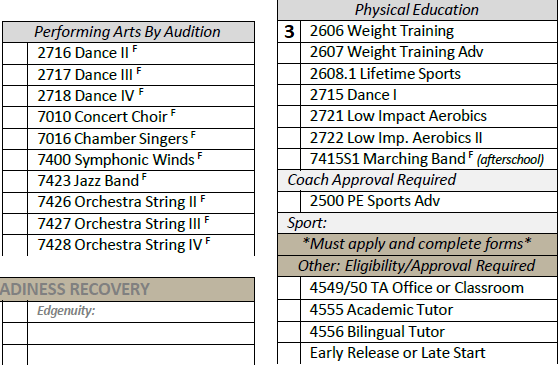 Performing Arts By Audition
2716 Dance II F
2717 Dance III F
2718 Dance IV F
7010 Concert Choir F
7016 Chamber Singers F
7400 Symphonic Winds F
7423 Jazz Band F
7426 Orchestra String II F
7427 Orchestra String III F
7428 Orchestra String IV F
ADINESS RECOVERY
Edgenuity:
Physical Education
3 2606 Weight Training
2607 Weight Training Adv
2608.1 Lifetime Sports
2715 Dance I
2721 Low Impact Aerobics
2722 Low Imp. Aerobics II
7415S1 Marching Band F (afterschool)
Coach Approval Required
2500 PE Sports Adv
Sport:
*Must apply and complete forms*
Other: Eligibility/Approval Required
4549/50 TA Office or Classroom
4555 Academic Tutor
4556 Bilingual Tutor
Early Release or Late Start